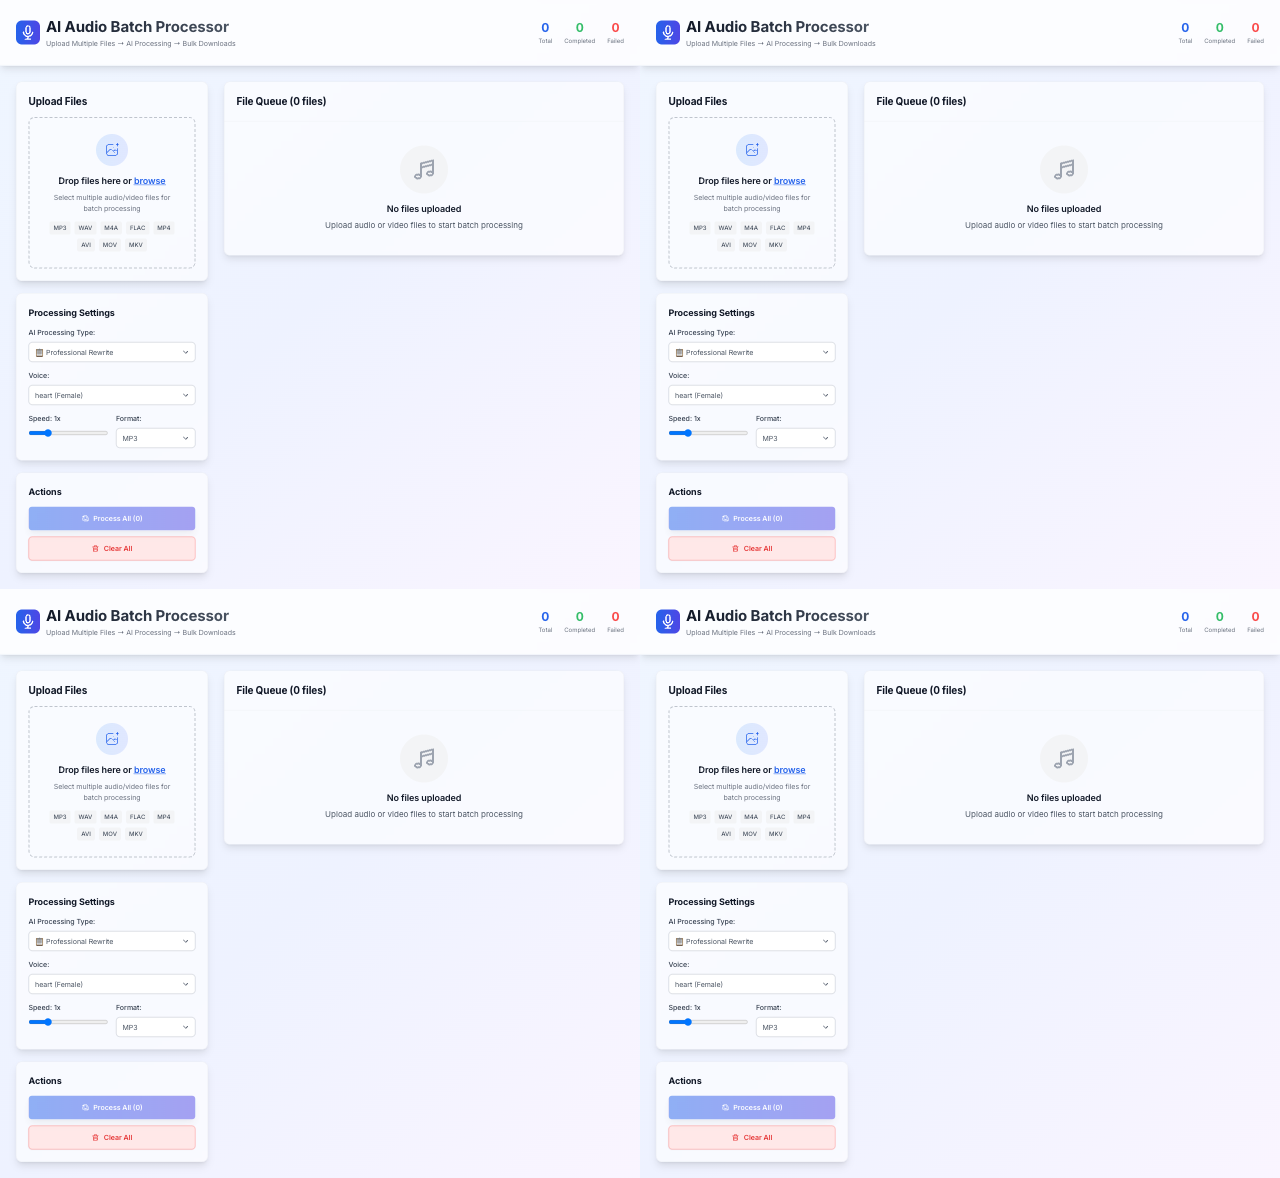 AI Audio Batch Processor
Upload Multiple Files → AI Processing → Bulk Downloads
0 0 0
Total Completed Failed
Upload Files
Drop files here or browse
Select multiple audio/video files for
batch processing
MP3 WAV M4A FLAC MP4
AVI MOV MKV
File Queue (0 files)
No files uploaded
Upload audio or video files to start batch processing
Processing Settings
AI Processing Type:
Professional Rewrite
Voice:
heart (Female)
Speed: 1x Format:
MP3
Actions
Process All (0)
Clear All
AI Audio Batch Processor
Upload Multiple Files → AI Processing → Bulk Downloads
0 0 0
Total Completed Failed
Upload Files
Drop files here or browse
Select multiple audio/video files for
batch processing
MP3 WAV M4A FLAC MP4
AVI MOV MKV
File Queue (0 files)
No files uploaded
Upload audio or video files to start batch processing
Processing Settings
AI Processing Type:
Professional Rewrite
Voice:
heart (Female)
Speed: 1x Format:
MP3
Actions
Process All (0)
Clear All
AI Audio Batch Processor
Upload Multiple Files → AI Processing → Bulk Downloads
0 0 0
Total Completed Failed
Upload Files
Drop files here or browse
Select multiple audio/video files for
batch processing
MP3 WAV M4A FLAC MP4
AVI MOV MKV
File Queue (0 files)
No files uploaded
Upload audio or video files to start batch processing
Processing Settings
AI Processing Type:
Professional Rewrite
Voice:
heart (Female)
Speed: 1x Format:
MP3
Actions
Process All (0)
Clear All
AI Audio Batch Processor
Upload Multiple Files → AI Processing → Bulk Downloads
0 0 0
Total Completed Failed
Upload Files
Drop files here or browse
Select multiple audio/video files for
batch processing
MP3 WAV M4A FLAC MP4
AVI MOV MKV
File Queue (0 files)
No files uploaded
Upload audio or video files to start batch processing
Processing Settings
AI Processing Type:
Professional Rewrite
Voice:
heart (Female)
Speed: 1x Format:
MP3
Actions
Process All (0)
Clear All